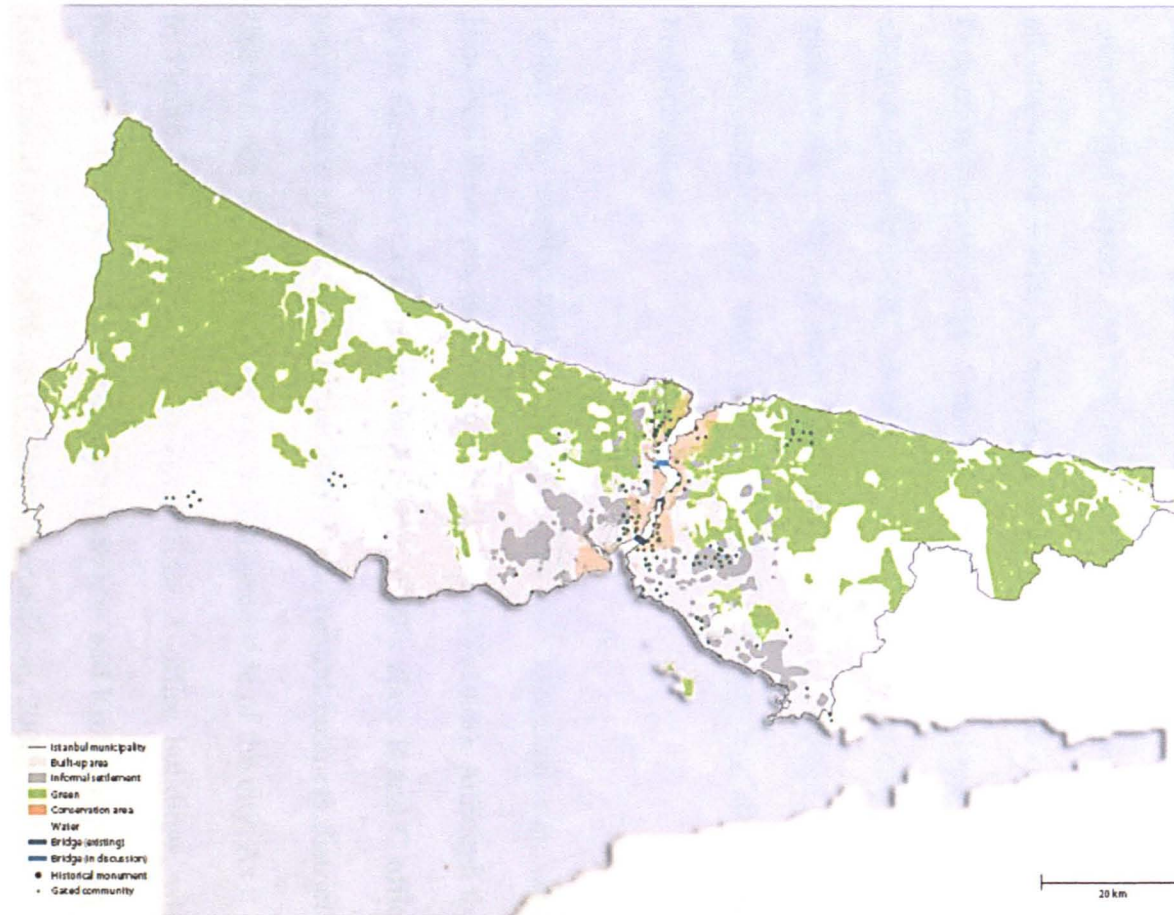 Istanbul municipality
Built-up area
Informal settlement
Green
Conservation area
Water
Bridge (existing)
Bridge (in discussion)
Historical monument
Gated community
20 km